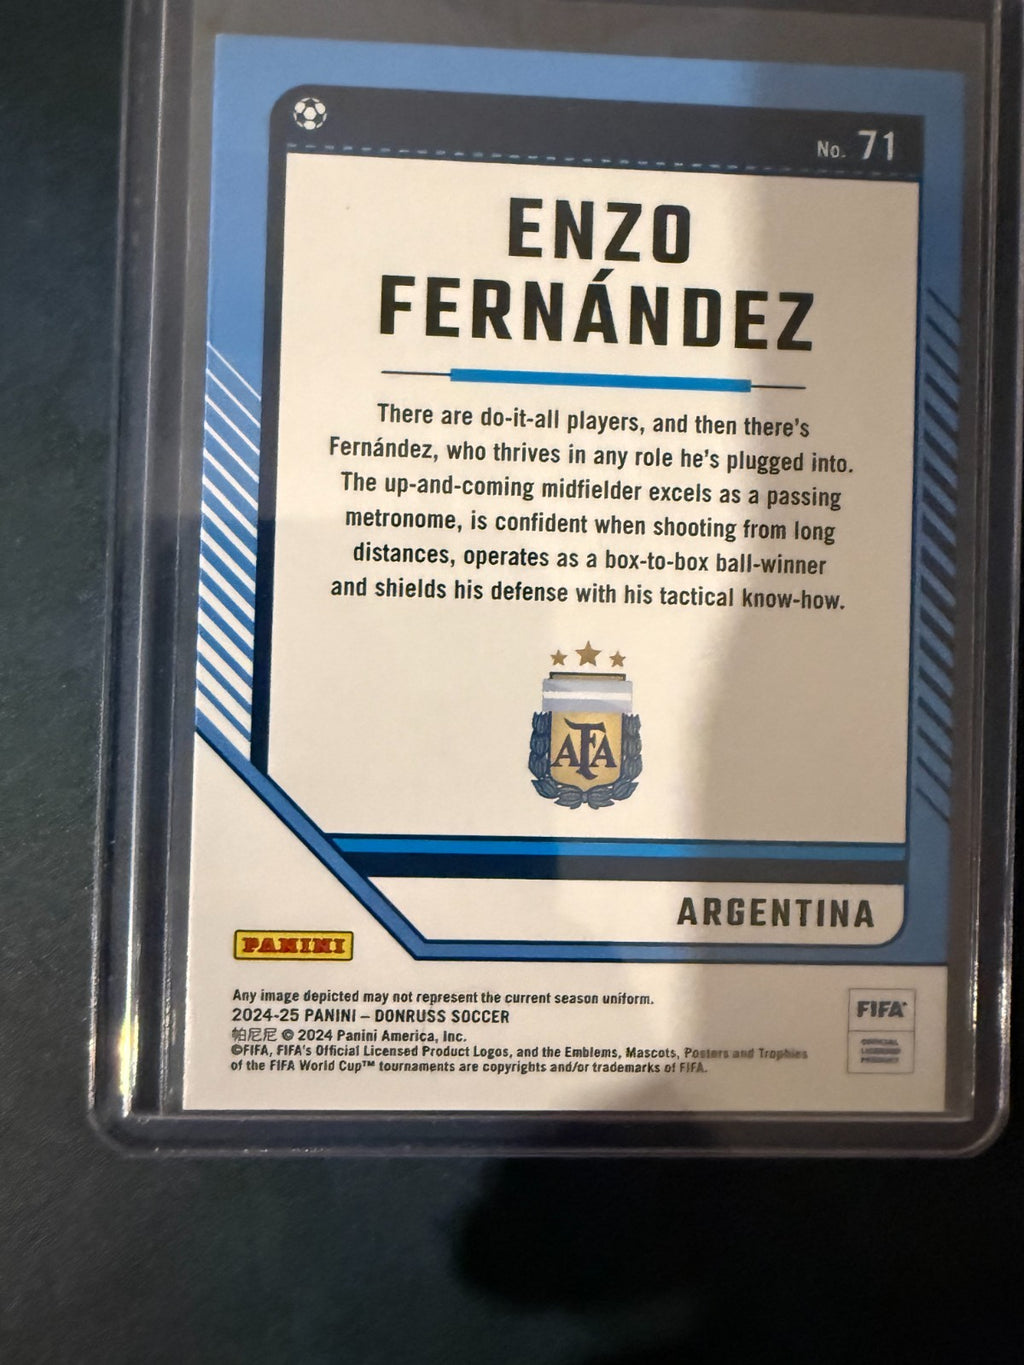 No. 71
ENZO
FERNÁNDEZ
There are do-it-all players, and then there's
Fernández, who thrives in any role he's plugged into.
The up-and-coming midfielder excels as a passing
metronome, is confident when shooting from long
distances, operates as a box-to-box ball-winner
and shields his defense with his tactical know-how.
AFA
ARGENTINA
PANINI
Any image depicted may not represent the current season uniform.
2024-25 PANINI – DONRUSS SOCCER
帕尼尼 © 2024 Panini America, Inc.
©FIFA, FIFA's Official Licensed Product Logos, and the Emblems, Mascots, Posters and Trophies
of the FIFA World Cup™ tournaments are copyrights and/or trademarks of FIFA.
FIFA
OFFICIAL
LICENSED
PRODUCT